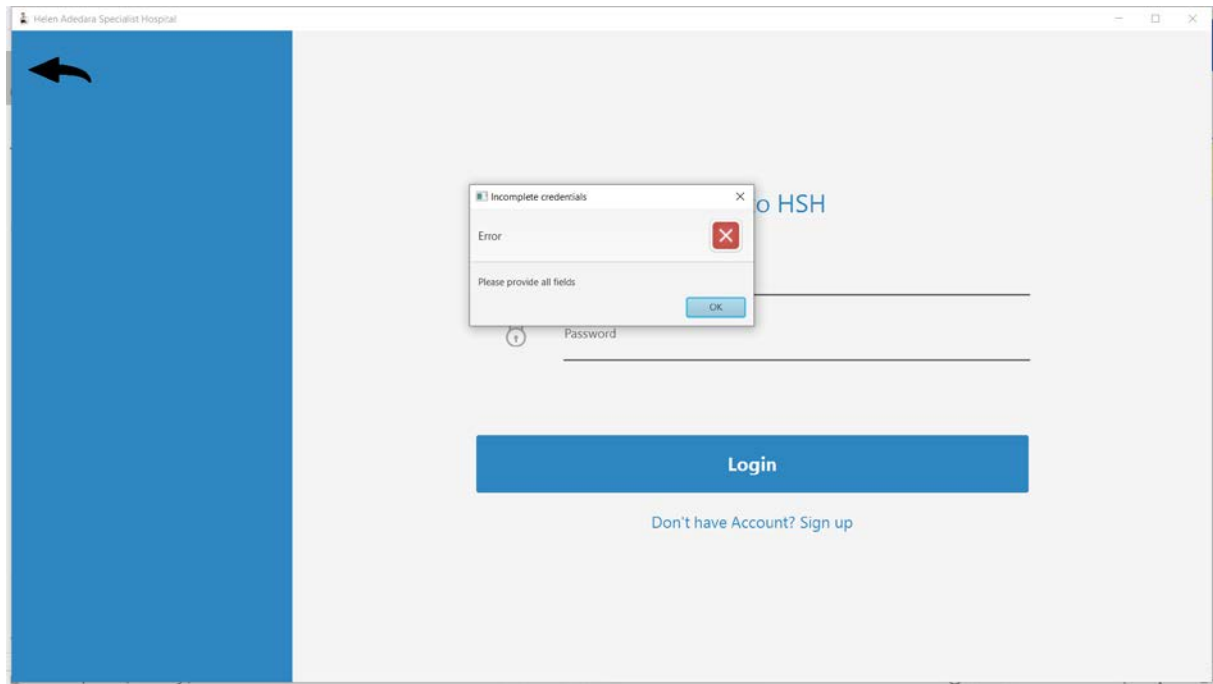 Helen Adedara Specialist Hospital
Incomplete credentials
o HSH
Error
Please provide all fields
OK
Password
Login
Don't have Account? Sign up